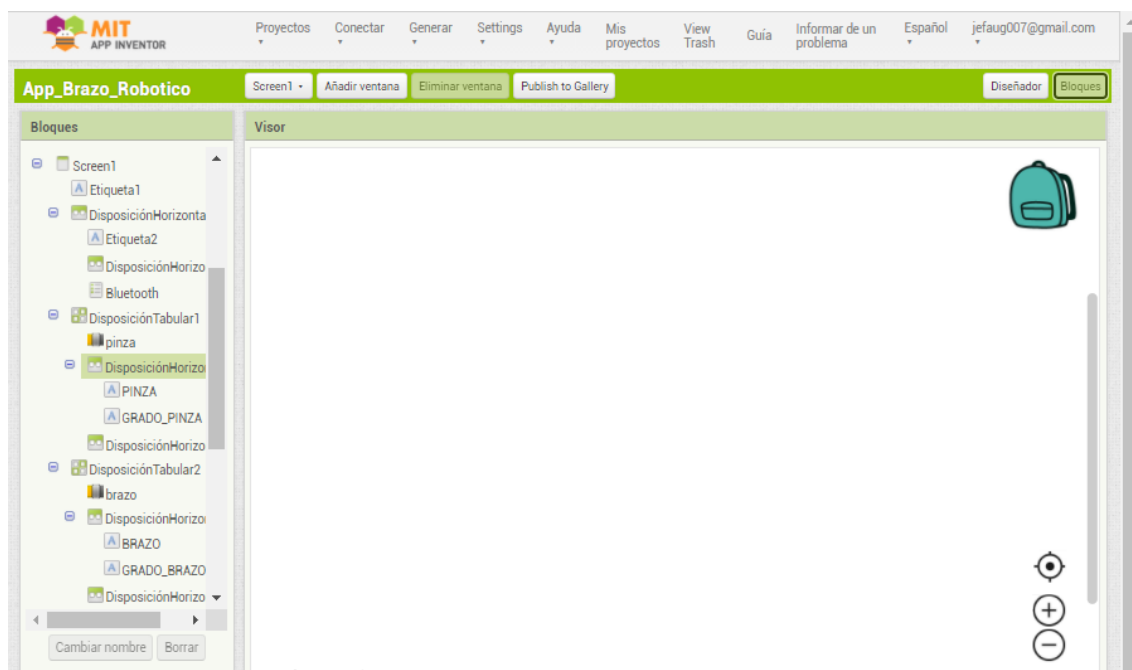 MIT
APP INVENTOR
Proyectos
Conectar
Generar
Settings
Ayuda
Mis
proyectos
View
Trash
Guía
Informar de un
problema
Español
jefaug007@gmail.com
App_Brazo_Robotico
Screen1
Añadir ventana
Eliminar ventana
Publish to Gallery
Diseñador
Bloques
Bloques
Visor
Screen1
Etiqueta1
DisposiciónHorizonta
Etiqueta2
DisposiciónHorizo
Bluetooth
DisposiciónTabular1
pinza
DisposiciónHorizo
PINZA
GRADO_PINZA
DisposiciónHorizo
DisposiciónTabular2
brazo
DisposiciónHorizo
BRAZO
GRADO_BRAZO
DisposiciónHorizo
Cambiar nombre
Borrar